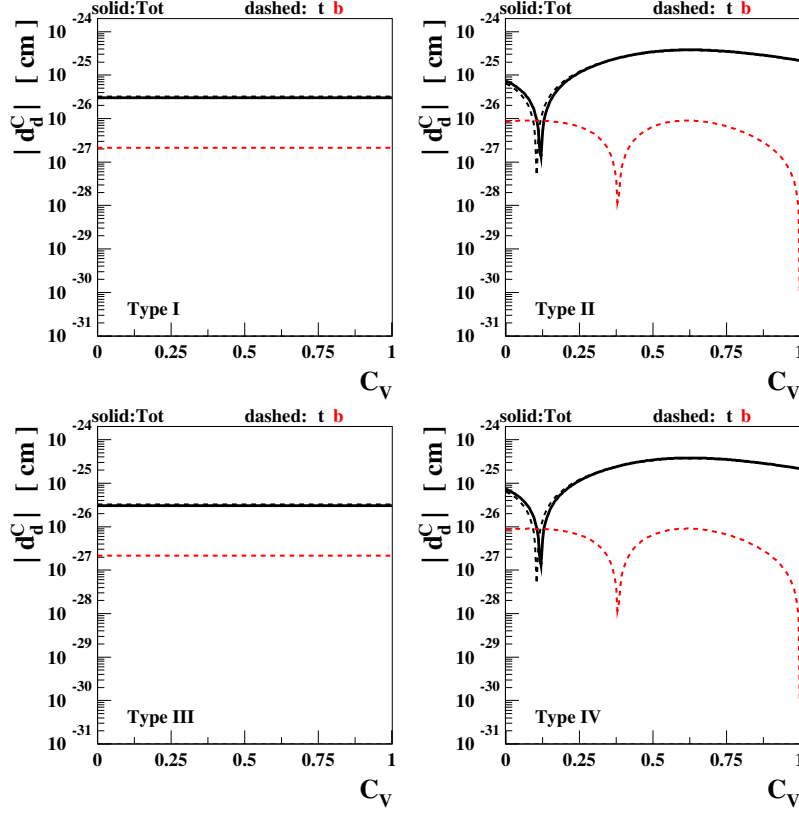 solid:Tot dashed: t b
| d_d^C | [ cm ]
10^-24
10^-25
10^-26
10^-27
10^-28
10^-29
10^-30
10^-31
Type I
0 0.25 0.5 0.75 1
C_V
solid:Tot dashed: t b
| d_d^C | [ cm ]
10^-24
10^-25
10^-26
10^-27
10^-28
10^-29
10^-30
10^-31
Type II
0 0.25 0.5 0.75 1
C_V
solid:Tot dashed: t b
| d_d^C | [ cm ]
10^-24
10^-25
10^-26
10^-27
10^-28
10^-29
10^-30
10^-31
Type III
0 0.25 0.5 0.75 1
C_V
solid:Tot dashed: t b
| d_d^C | [ cm ]
10^-24
10^-25
10^-26
10^-27
10^-28
10^-29
10^-30
10^-31
Type IV
0 0.25 0.5 0.75 1
C_V